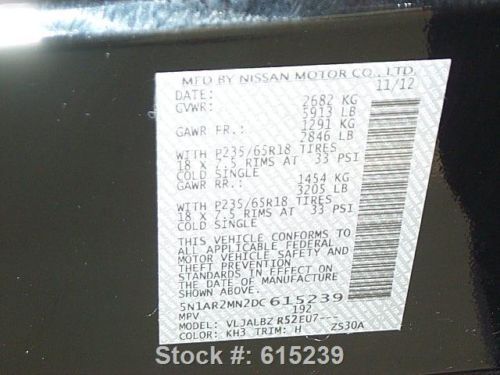 MFD BY NISSAN MOTOR CO., LTD.
DATE: 11/12
CVWR: 2682 KG
5913 LB
GAWR FR.: 1291 KG
2846 LB
WITH P235/65R18 TIRES
18 X 7.5 RIMS AT 33 PSI
COLD SINGLE
GAWR RR.: 1454 KG
3205 LB
WITH P235/65R18 TIRES
18 X 7.5 RIMS AT 33 PSI
COLD SINGLE
THIS VEHICLE CONFORMS TO
ALL APPLICABLE FEDERAL
MOTOR VEHICLE SAFETY AND
THEFT PREVENTION
STANDARDS IN EFFECT ON
THE DATE OF MANUFACTURE
SHOWN ABOVE.
5N1AR2MN2DC615239
MPV 192
MODEL: VLJALBZ R52EU7---
COLOR: KH3 TRIM: H ZS30A
Stock #: 615239